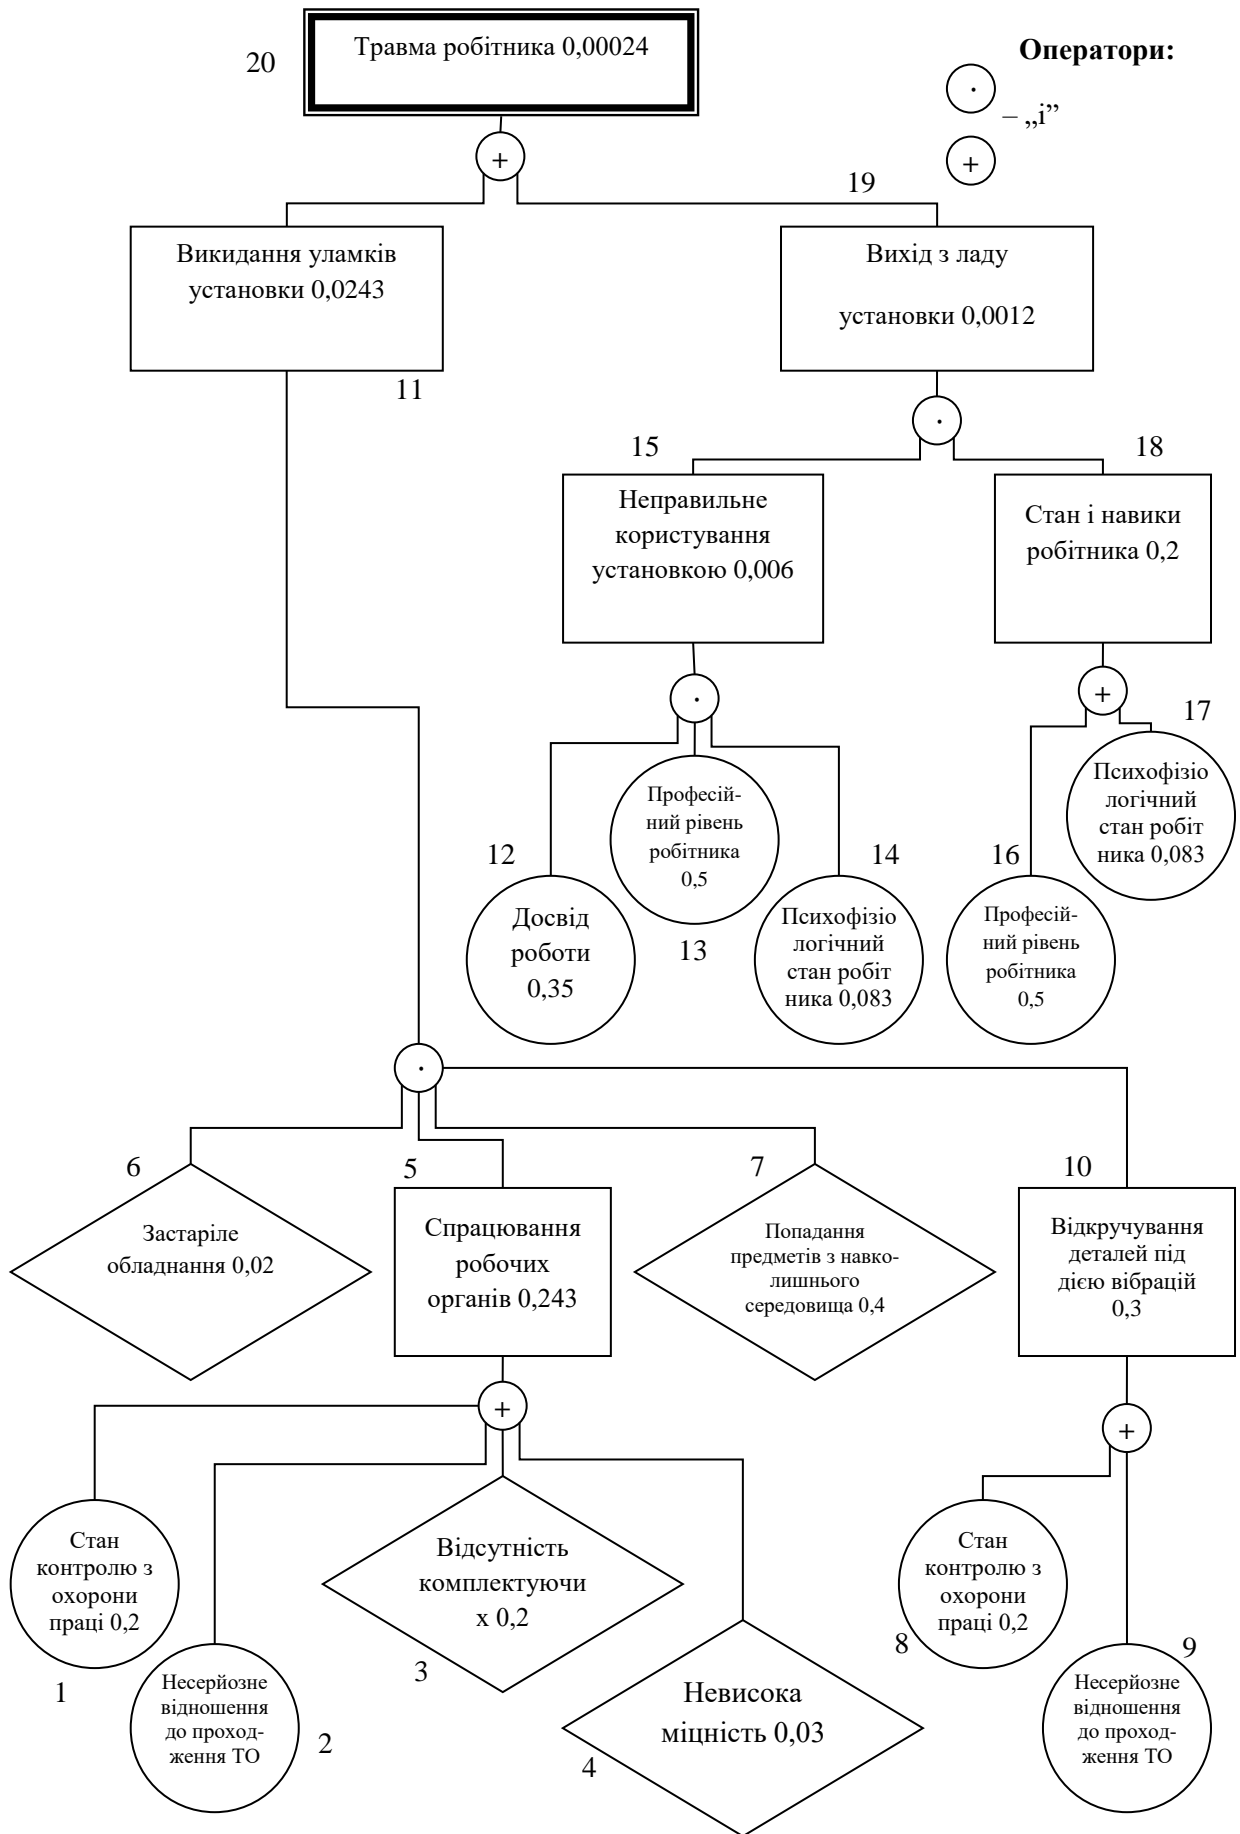 20
Травма робітника 0,00024
Оператори:
·
– „і”
+
+
19
Викидання уламків
установки 0,0243
Вихід з ладу
установки 0,0012
11
·
15
18
Неправильне
користування
установкою 0,006
Стан і навики
робітника 0,2
·
+
17
Психофізіо
логічний
стан робіт
ника 0,083
Професій-
ний рівень
робітника
0,5
12
14
16
Досвід
роботи
0,35
13
Психофізіо
логічний
стан робіт
ника 0,083
Професій-
ний рівень
робітника
0,5
·
6
5
7
10
Застаріле
обладнання 0,02
Спрацювання
робочих
органів 0,243
Попадання
предметів з навко-
лишнього
середовища 0,4
Відкручування
деталей під
дією вібрацій
0,3
+
+
Стан
контролю з
охорони
праці 0,2
1
Несерйозне
відношення
до проход-
ження ТО
2
Відсутність
комплектуючи
х 0,2
3
Невисока
міцність 0,03
4
Стан
контролю з
охорони
праці 0,2
8
9
Несерйозне
відношення
до проход-
ження ТО